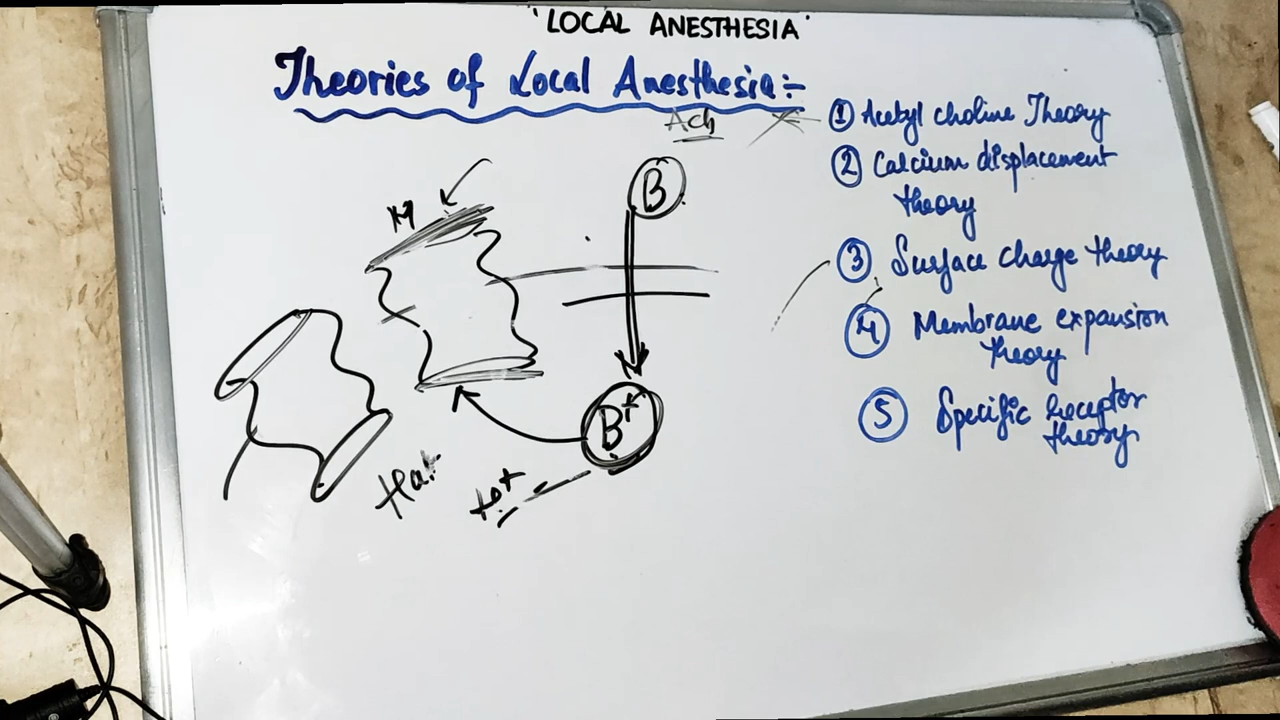 'LOCAL ANESTHESIA'
Theories of Local Anesthesia:-
Ach
① Acetyl choline Theory
② Calcium displacement
theory
③ Surface charge theory
④ Membrane expansion
theory
⑤ Specific receptor
theory
B
M
B+